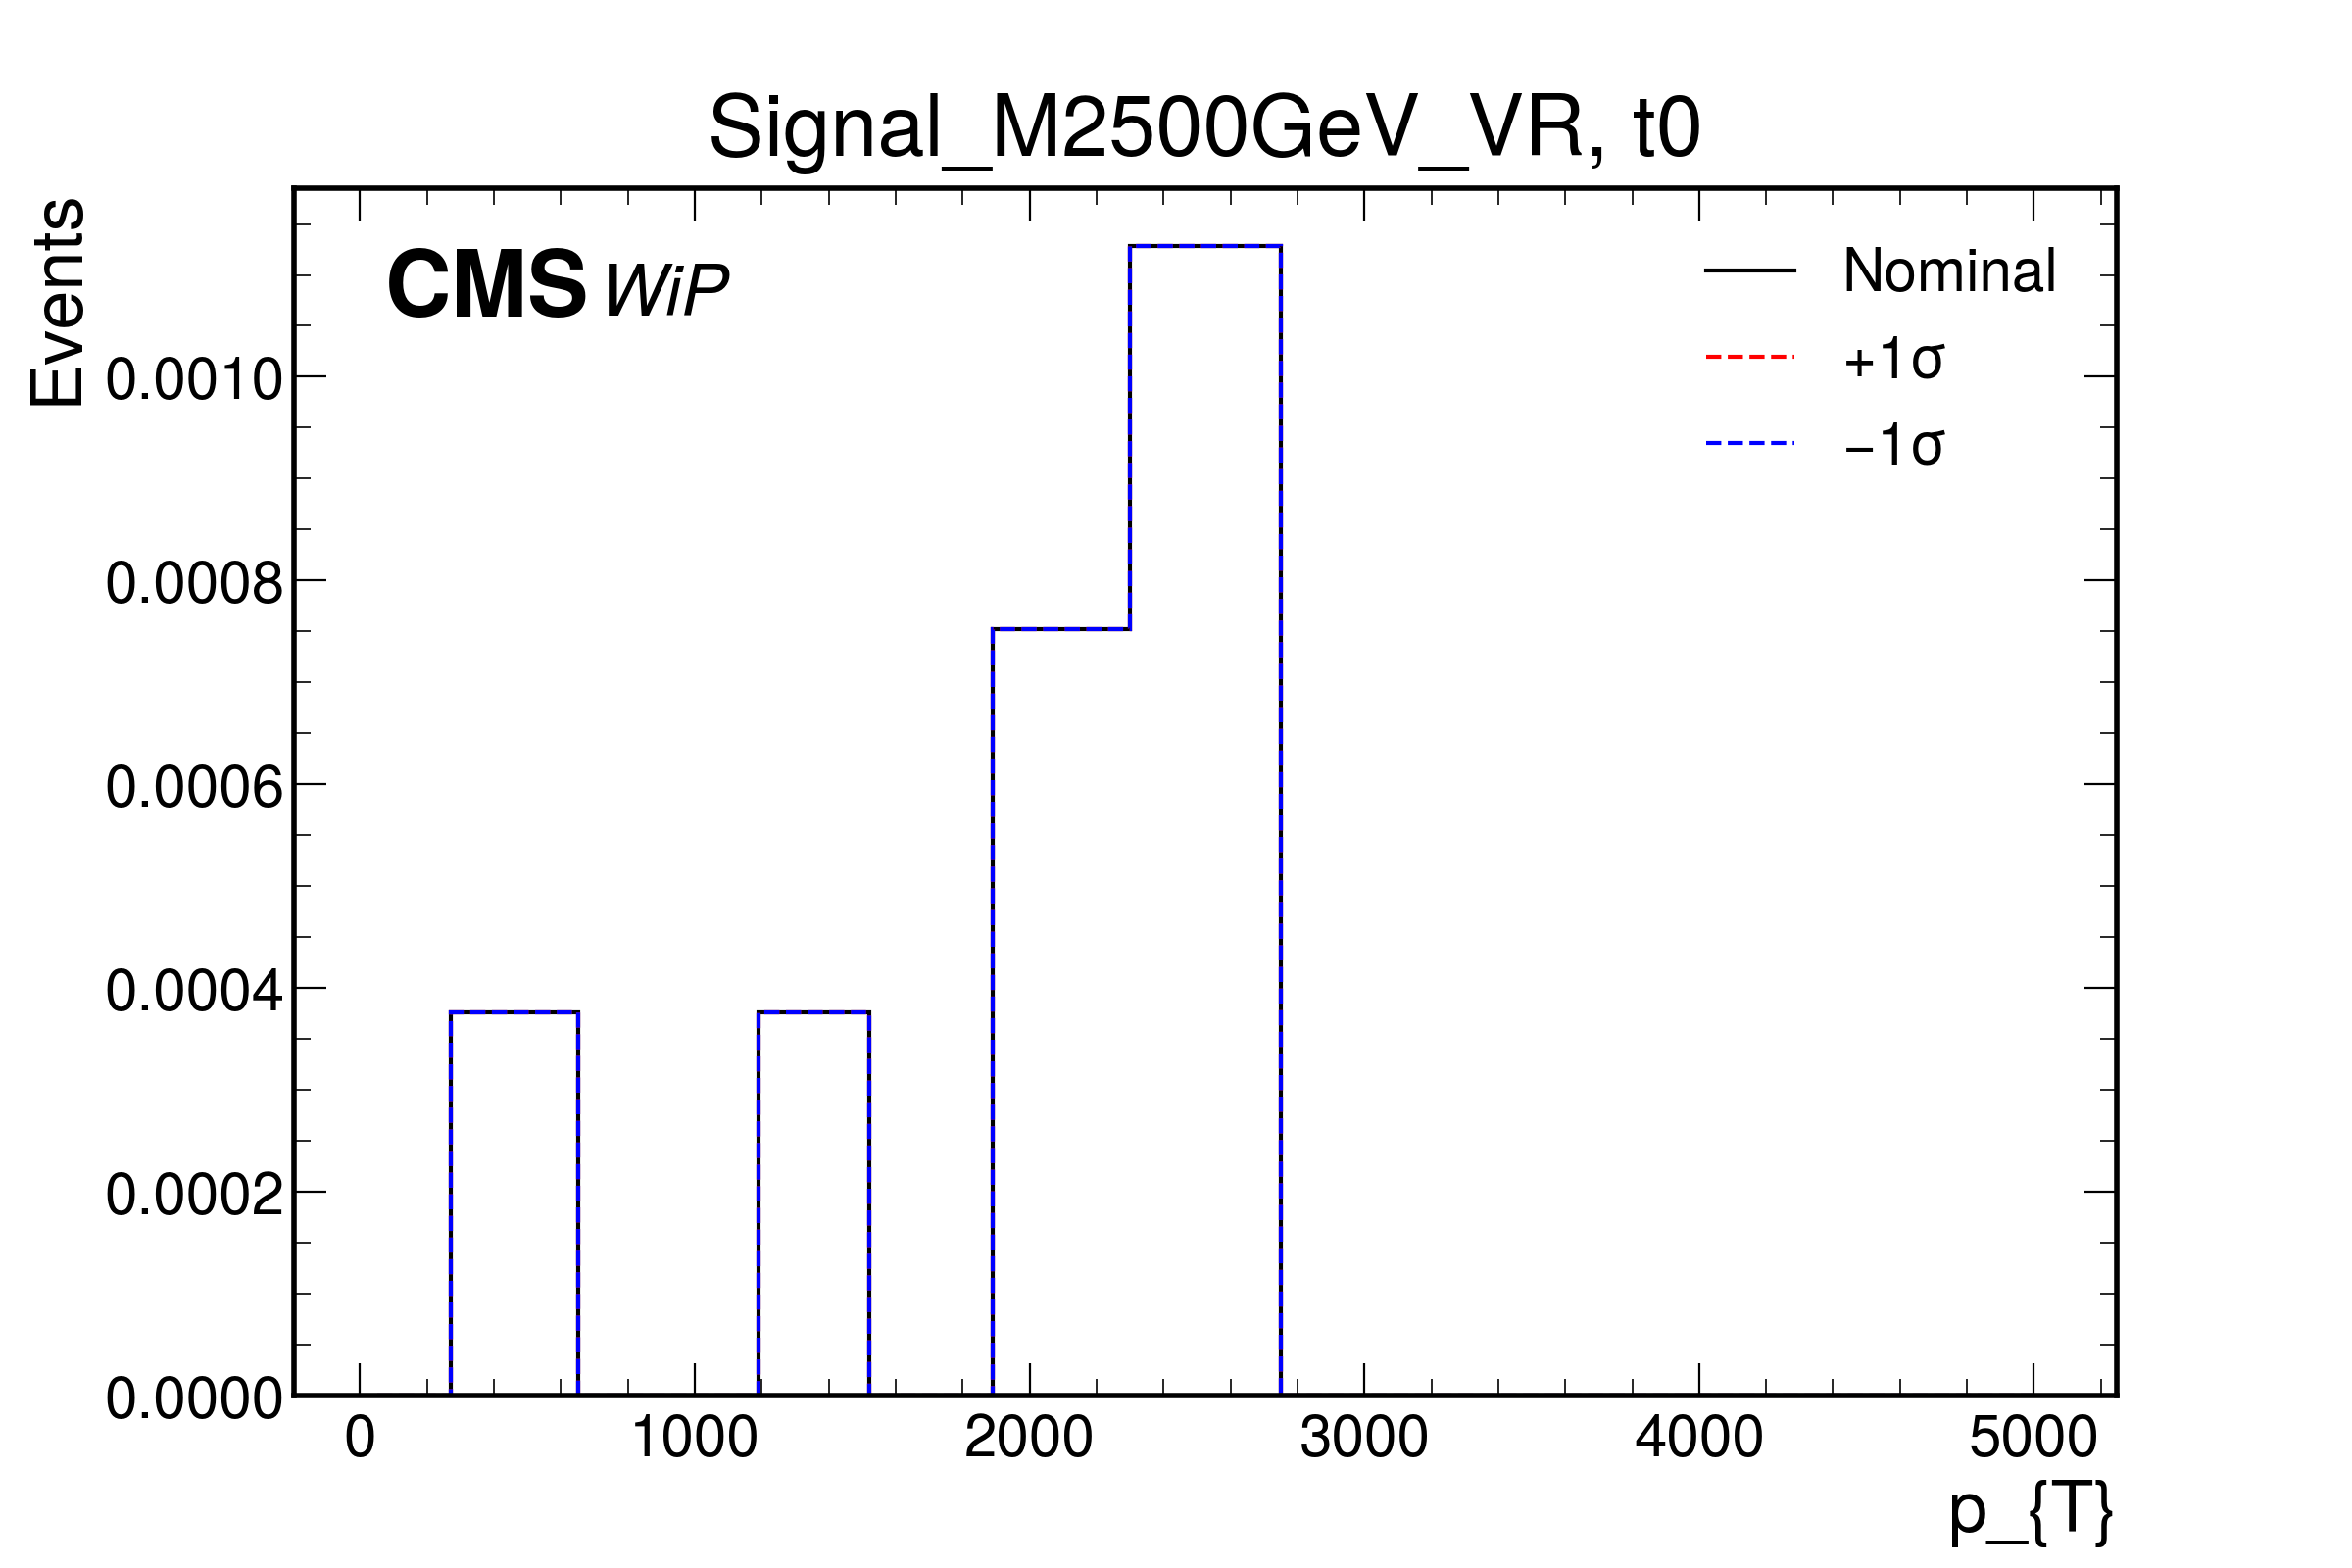 Signal_M2500GeV_VR, t0
Events
CMS WiP
Nominal
+1σ
−1σ
0.0010
0.0008
0.0006
0.0004
0.0002
0.0000
0 1000 2000 3000 4000 5000
p_{T}